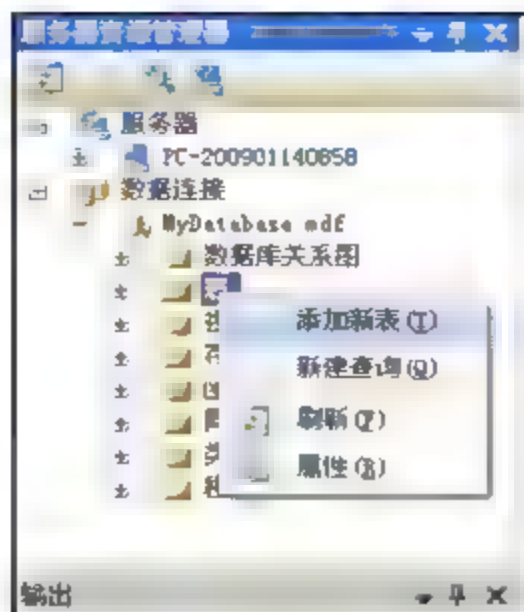 服务器资源管理器
服务器
PC-200901140858
数据连接
MyDatabase mdf
数据库关系图
表
添加新表(T)
新建查询(Q)
刷新(F)
属性(R)
输出